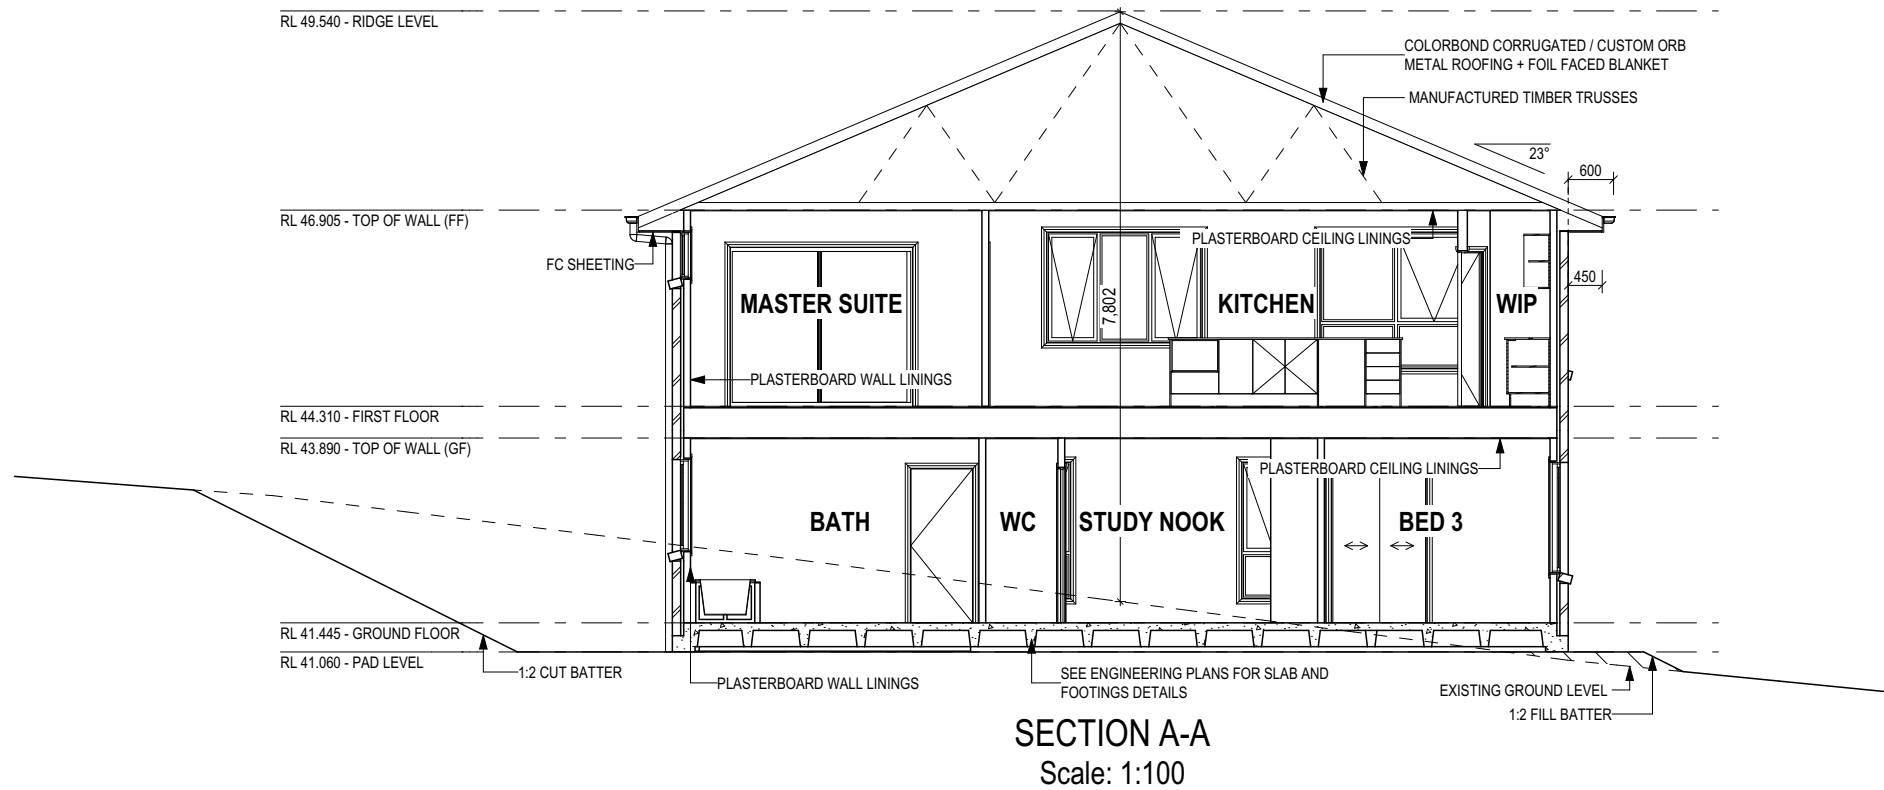 RL 49.540 - RIDGE LEVEL
COLORBOND CORRUGATED / CUSTOM ORB
METAL ROOFING + FOIL FACED BLANKET
MANUFACTURED TIMBER TRUSSES
23°
600
RL 46.905 - TOP OF WALL (FF)
PLASTERBOARD CEILING LININGS
FC SHEETING
450
MASTER SUITE
7,802
KITCHEN
WIP
PLASTERBOARD WALL LININGS
RL 44.310 - FIRST FLOOR
RL 43.890 - TOP OF WALL (GF)
PLASTERBOARD CEILING LININGS
BATH
WC
STUDY NOOK
BED 3
RL 41.445 - GROUND FLOOR
RL 41.060 - PAD LEVEL
1:2 CUT BATTER
PLASTERBOARD WALL LININGS
SEE ENGINEERING PLANS FOR SLAB AND
FOOTINGS DETAILS
EXISTING GROUND LEVEL
1:2 FILL BATTER
SECTION A-A
Scale: 1:100